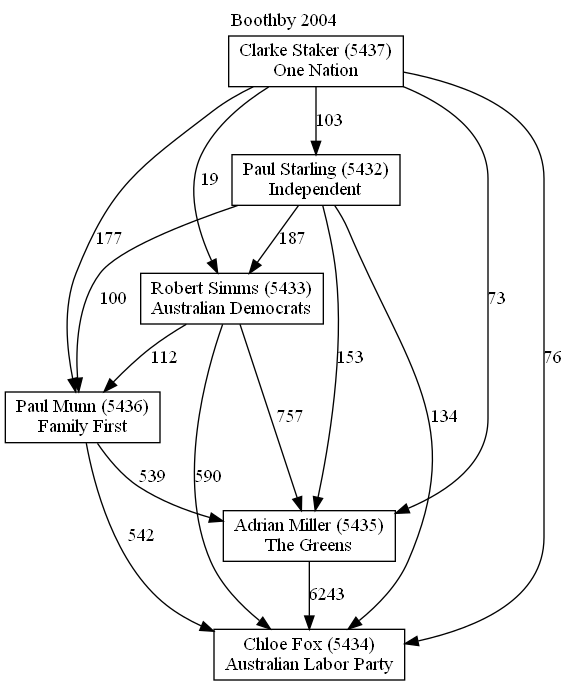 Boothby 2004
Clarke Staker (5437)
One Nation
103
Paul Starling (5432)
Independent
19
187
177
100
Robert Simms (5433)
Australian Democrats
73
112
153
76
Paul Munn (5436)
Family First
757
134
539
590
Adrian Miller (5435)
The Greens
542
6243
Chloe Fox (5434)
Australian Labor Party